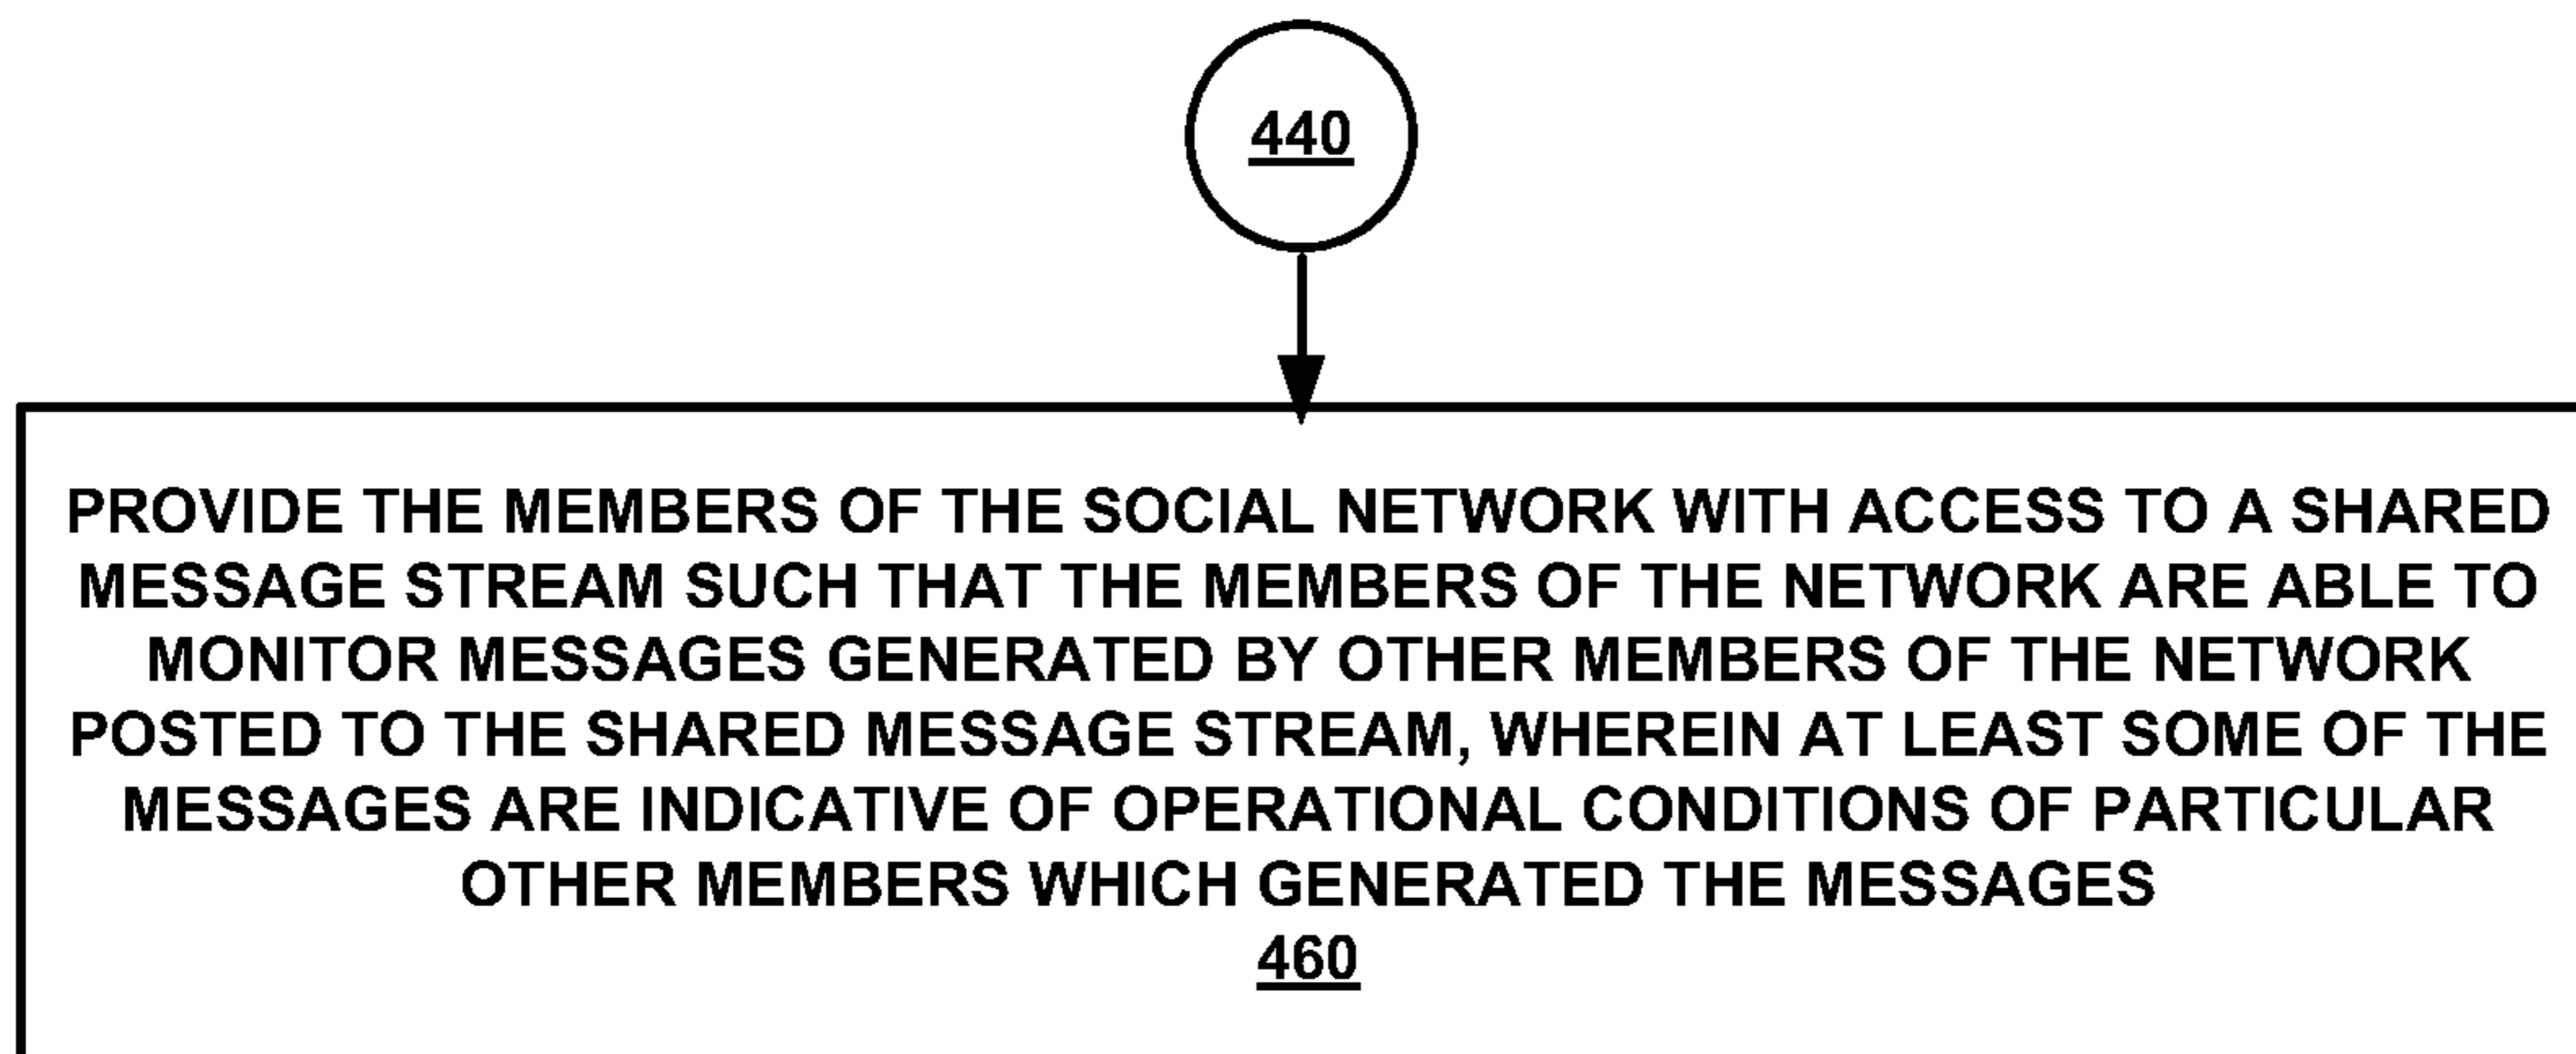 440
PROVIDE THE MEMBERS OF THE SOCIAL NETWORK WITH ACCESS TO A SHARED
MESSAGE STREAM SUCH THAT THE MEMBERS OF THE NETWORK ARE ABLE TO
MONITOR MESSAGES GENERATED BY OTHER MEMBERS OF THE NETWORK
POSTED TO THE SHARED MESSAGE STREAM, WHEREIN AT LEAST SOME OF THE
MESSAGES ARE INDICATIVE OF OPERATIONAL CONDITIONS OF PARTICULAR
OTHER MEMBERS WHICH GENERATED THE MESSAGES
460